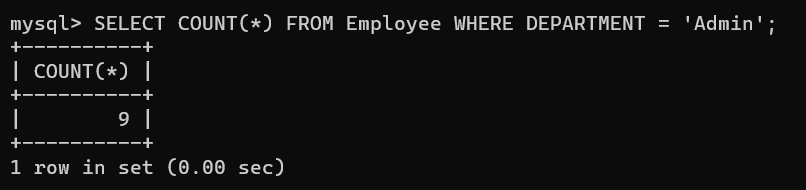 mysql> SELECT COUNT(*) FROM Employee WHERE DEPARTMENT = 'Admin';
+----------+
| COUNT(*) |
+----------+
|        9 |
+----------+
1 row in set (0.00 sec)